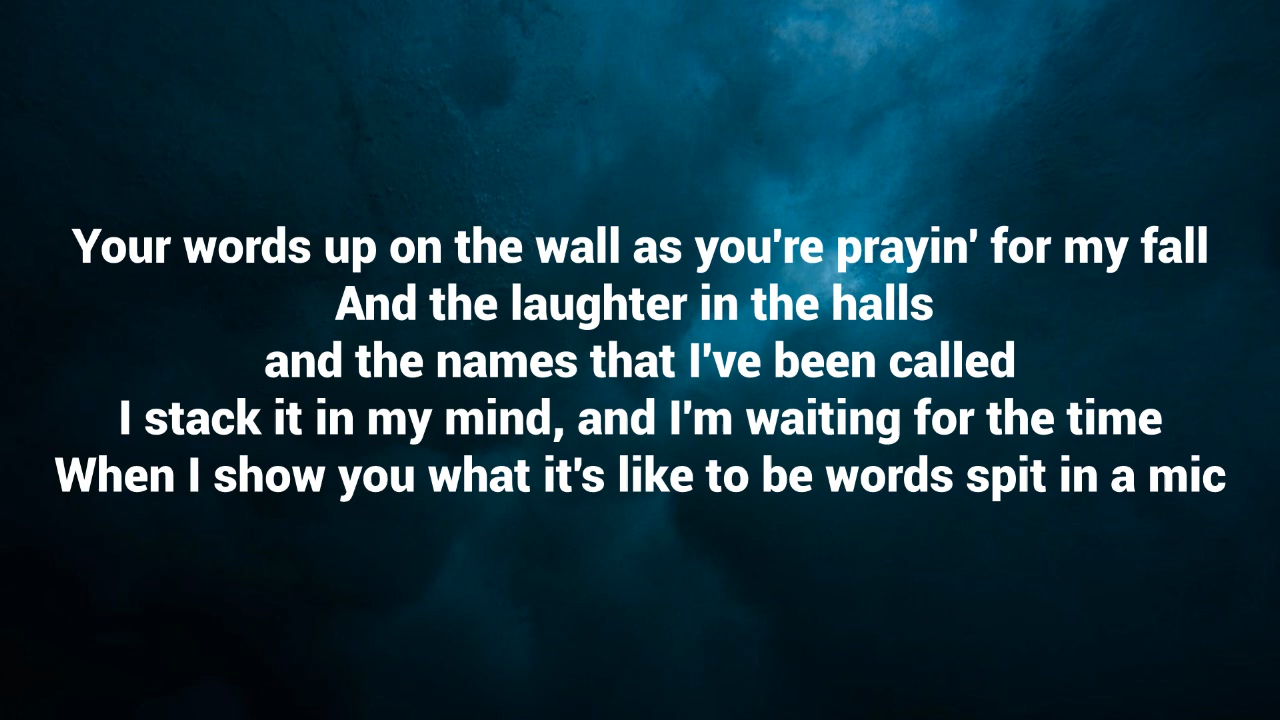 Your words up on the wall as you're prayin' for my fall
And the laughter in the halls
and the names that I've been called
I stack it in my mind, and I'm waiting for the time
When I show you what it's like to be words spit in a mic